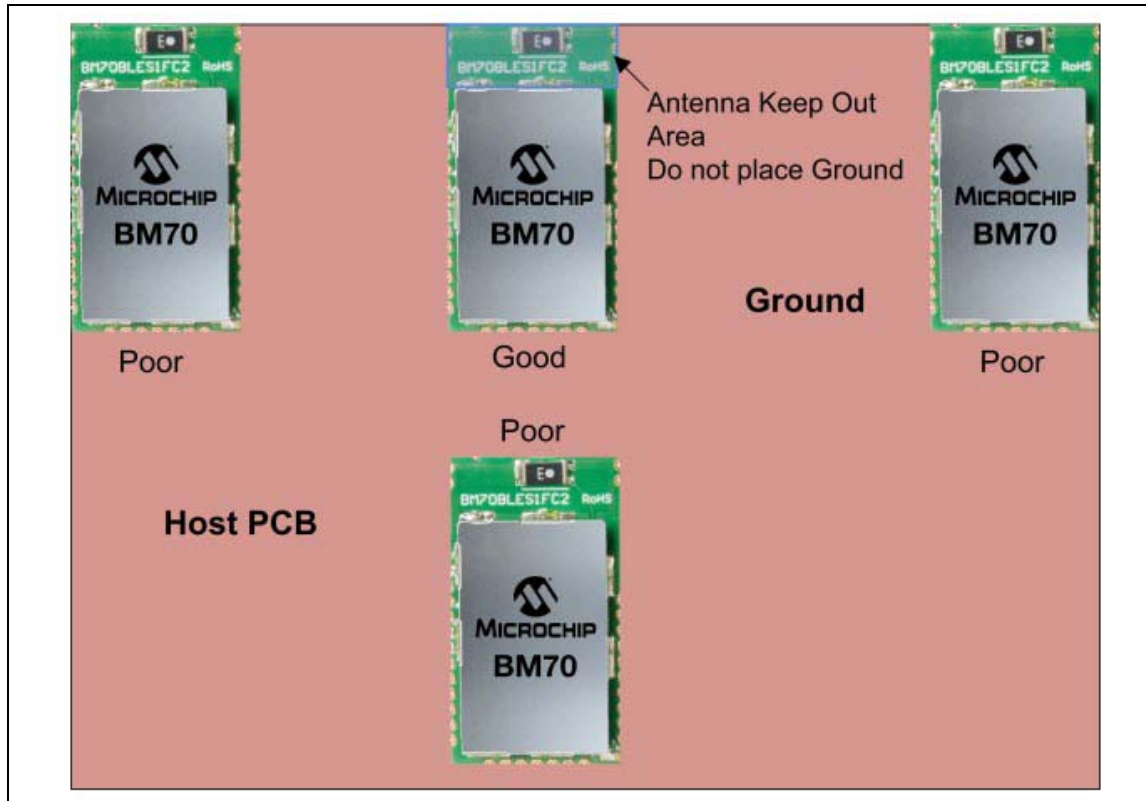 E
BM70BLES1FC2 RoHS
MICROCHIP
BM70
Poor
E
BM70BLES1FC2 RoHS
MICROCHIP
BM70
Good
Antenna Keep Out
Area
Do not place Ground
E
BM70BLES1FC2 RoHS
MICROCHIP
BM70
Poor
Ground
Host PCB
Poor
E
BM70BLES1FC2 RoHS
MICROCHIP
BM70